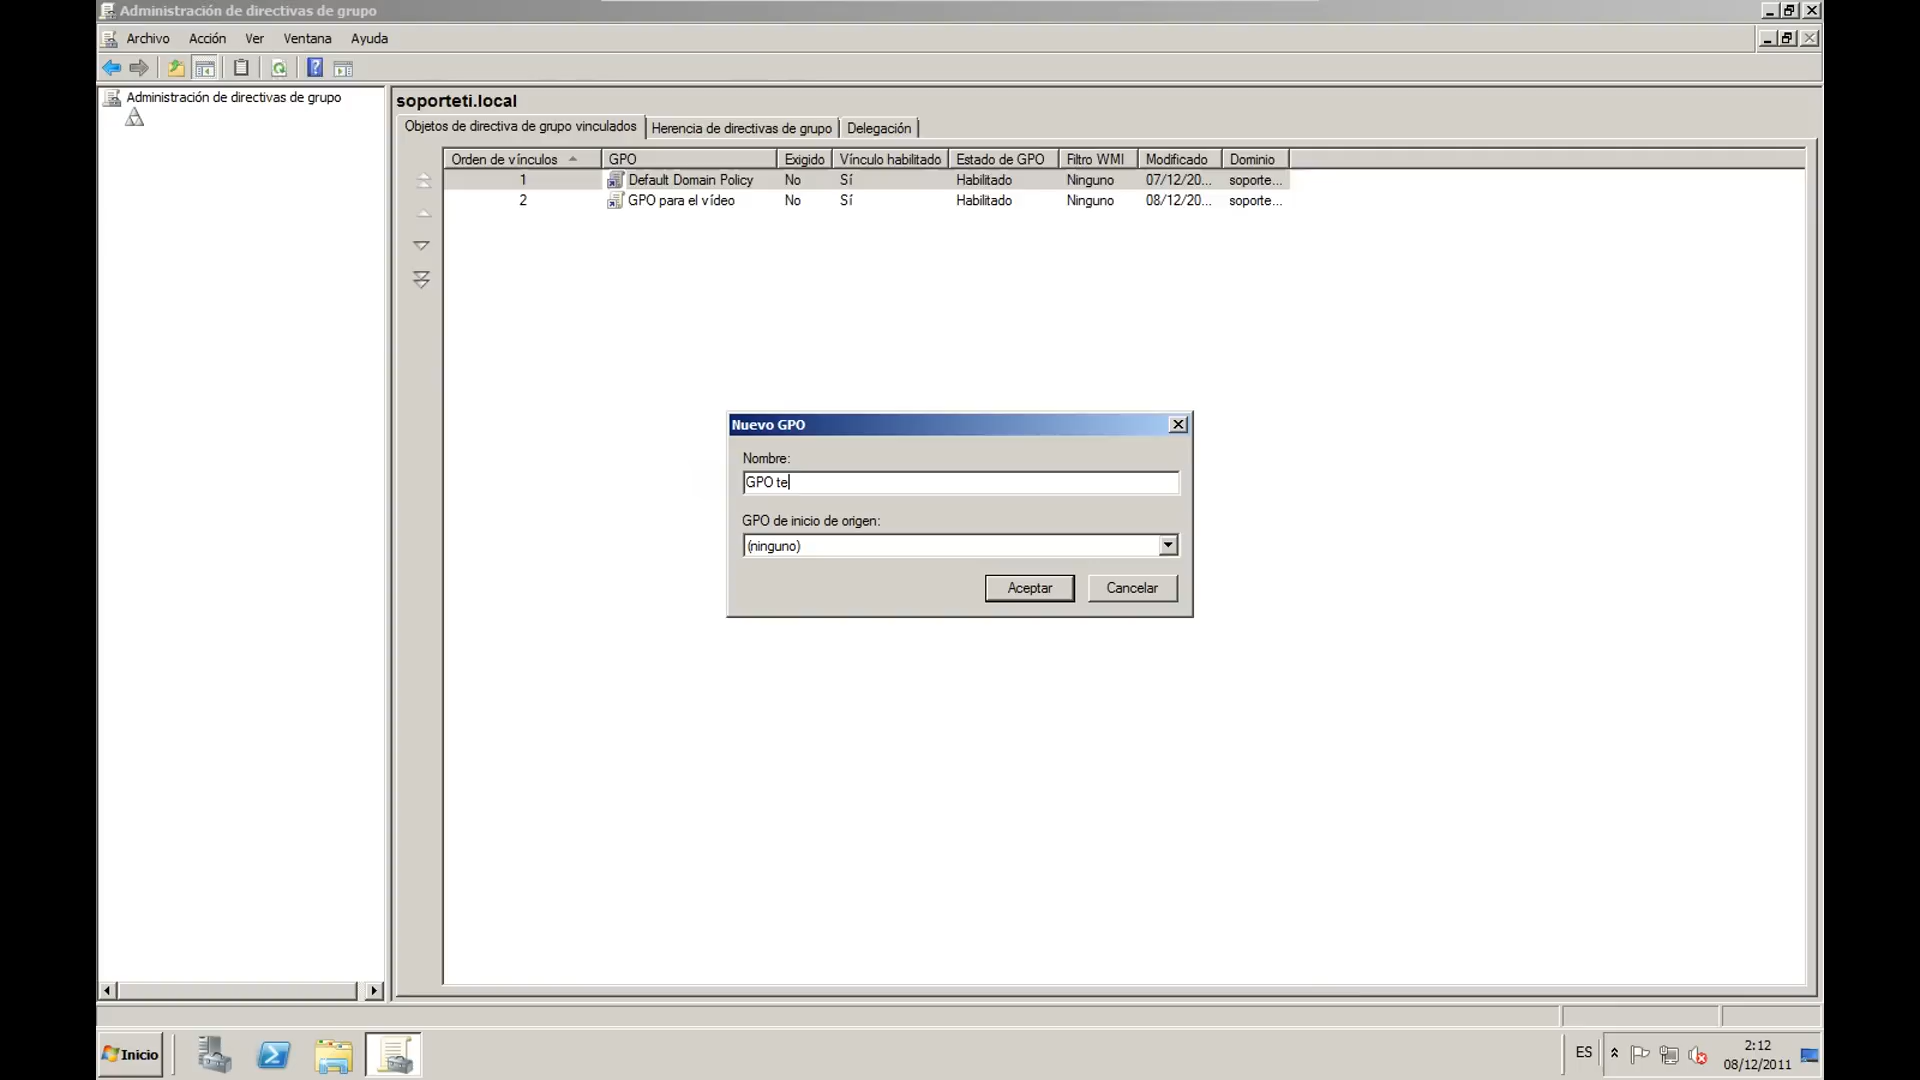 Administración de directivas de grupo
Archivo Acción Ver Ventana Ayuda
Administración de directivas de grupo
soporteti.local
Objetos de directiva de grupo vinculados Herencia de directivas de grupo Delegación
Orden de vínculos GPO Exigido Vínculo habilitado Estado de GPO Filtro WMI Modificado Dominio
1 Default Domain Policy No Sí Habilitado Ninguno 07/12/20... soporte...
2 GPO para el vídeo No Sí Habilitado Ninguno 08/12/20... soporte...
Nuevo GPO
Nombre:
GPO te
GPO de inicio de origen:
(ninguno)
Aceptar Cancelar
Inicio ES 2:12
08/12/2011